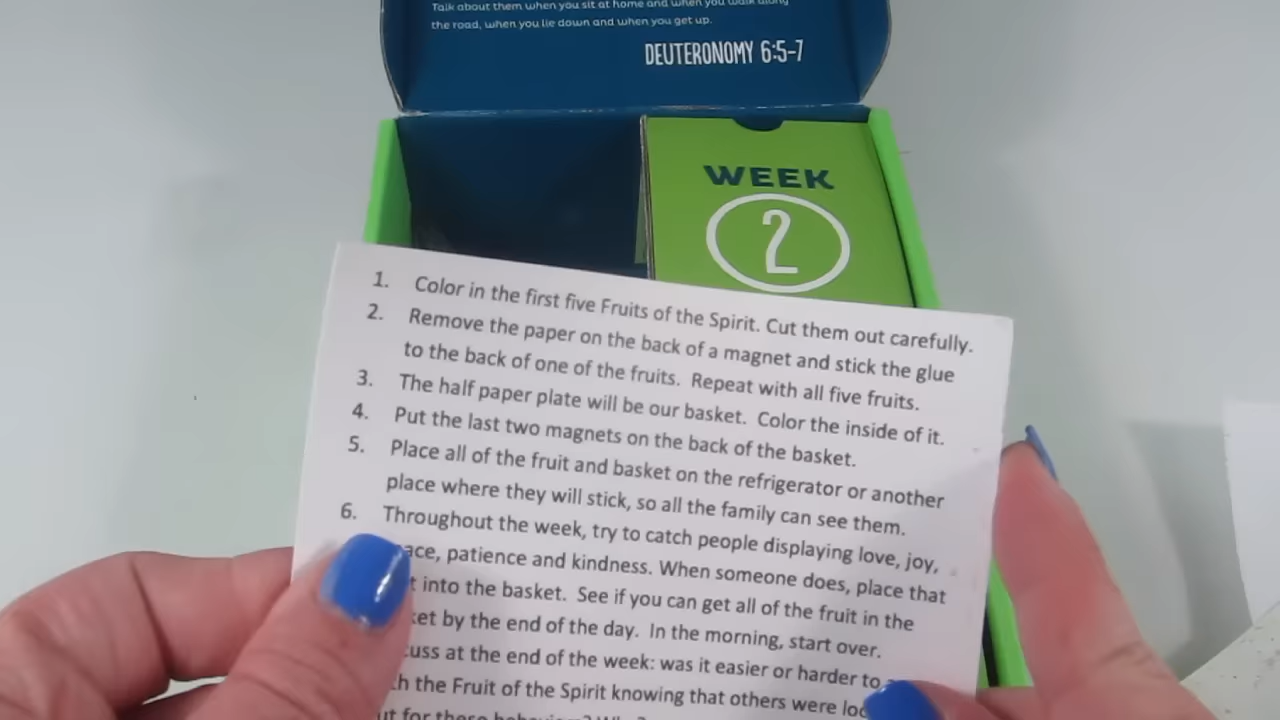 Talk about them when you sit at home and when you walk along
the road, when you lie down and when you get up.
DEUTERONOMY 6:5-7
WEEK
2
1. Color in the first five Fruits of the Spirit. Cut them out carefully.
2. Remove the paper on the back of a magnet and stick the glue
to the back of one of the fruits. Repeat with all five fruits.
3. The half paper plate will be our basket. Color the inside of it.
4. Put the last two magnets on the back of the basket.
5. Place all of the fruit and basket on the refrigerator or another
place where they will stick, so all the family can see them.
6. Throughout the week, try to catch people displaying love, joy,
ace, patience and kindness. When someone does, place that
t into the basket. See if you can get all of the fruit in the
ket by the end of the day. In the morning, start over.
cuss at the end of the week: was it easier or harder to
the Fruit of the Spirit knowing that others were loo
for these